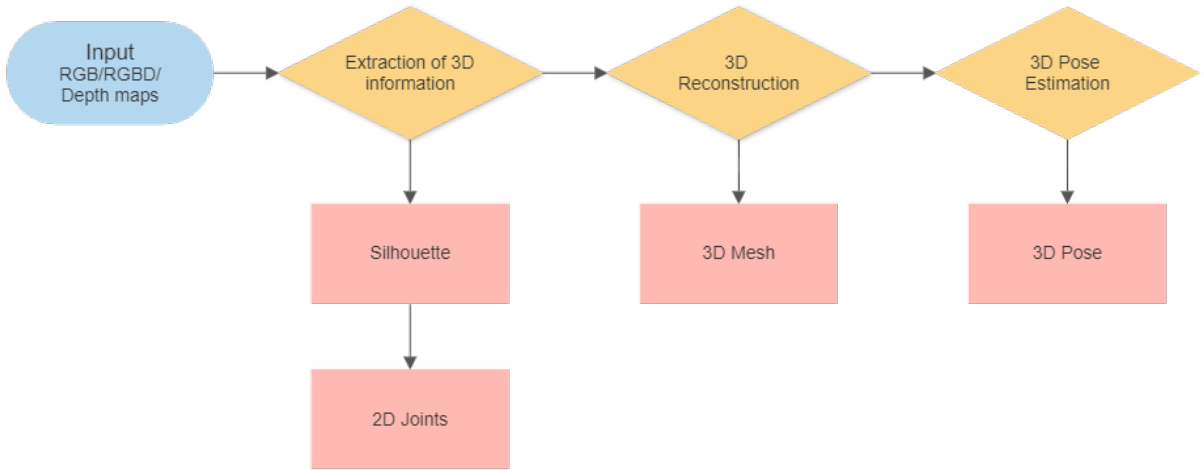 Input
RGB/RGBD/
Depth maps
Extraction of 3D
information
3D
Reconstruction
3D Pose
Estimation
Silhouette
3D Mesh
3D Pose
2D Joints